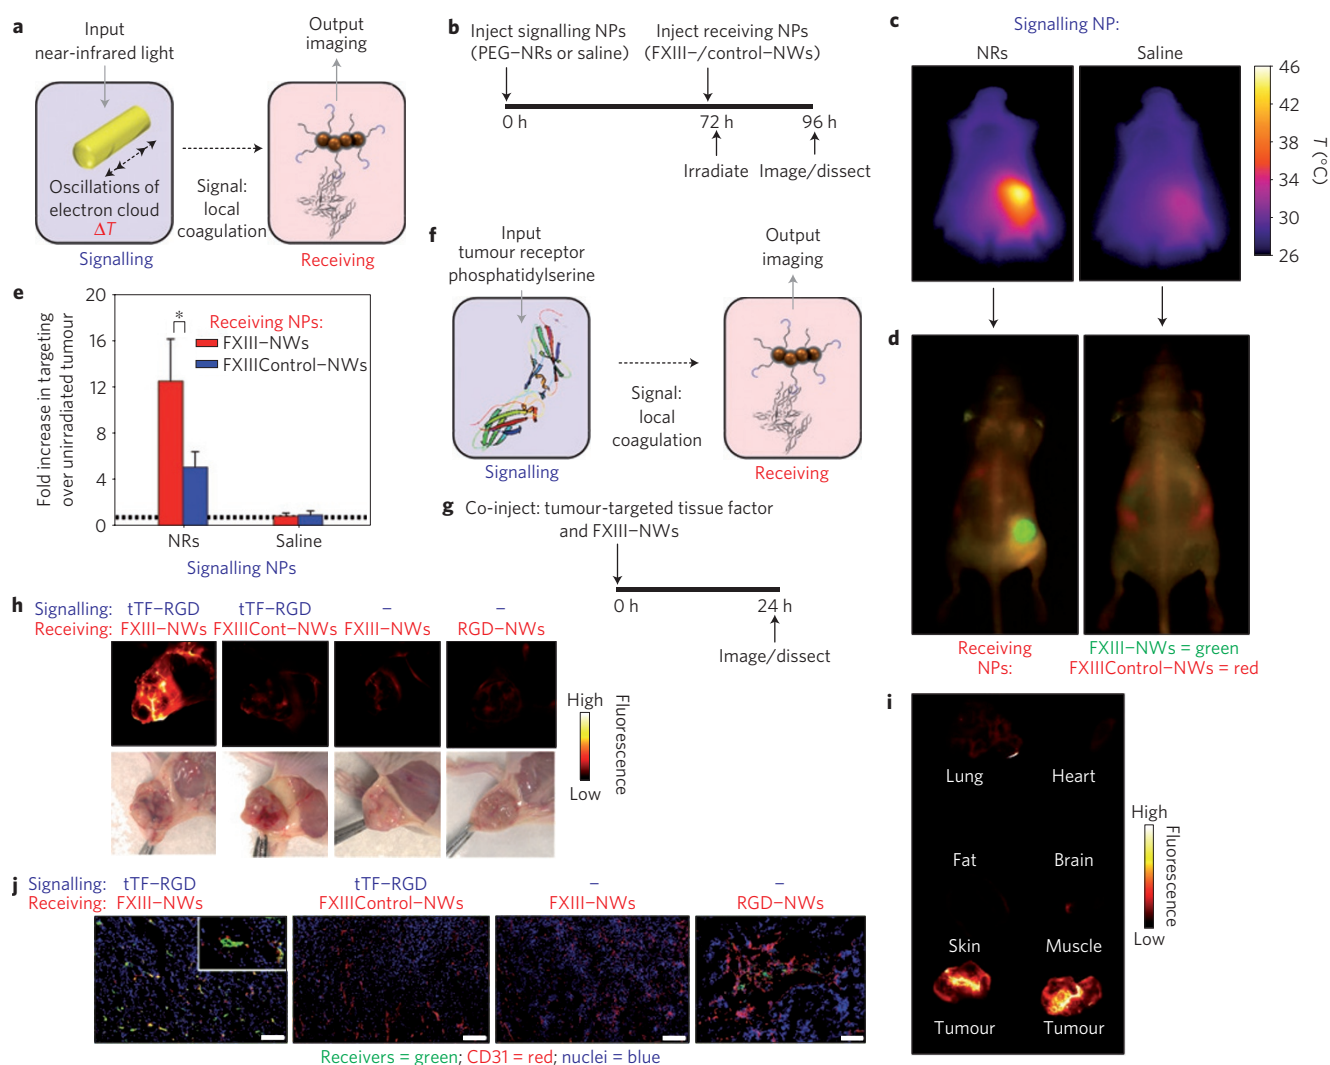 a
Input
near-infrared light
Output
imaging
Oscillations of
electron cloud
ΔT
Signalling
Signal:
local
coagulation
Receiving
b
Inject signalling NPs
(PEG–NRs or saline)
Inject receiving NPs
(FXIII–/control–NWs)
0 h
72 h
96 h
Irradiate
Image/dissect
c
Signalling NP:
NRs
Saline
46
42
38
34
30
26
T (°C)
d
Receiving
NPs:
FXIII–NWs = green
FXIIIControl–NWs = red
e
Fold increase in targeting
over unirradiated tumour
20
16
12
8
4
0
*
Receiving NPs:
FXIII–NWs
FXIIIControl–NWs
NRs
Saline
Signalling NPs
f
Input
tumour receptor
phosphatidylserine
Output
imaging
Signalling
Signal:
local
coagulation
Receiving
g
Co-inject: tumour-targeted tissue factor
and FXIII–NWs
0 h
24 h
Image/dissect
h
Signalling: tTF–RGD tTF–RGD – –
Receiving: FXIII–NWs FXIIICont–NWs FXIII–NWs RGD–NWs
High
Low
Fluorescence
i
Lung
Heart
Fat
Brain
Skin
Muscle
Tumour
Tumour
High
Low
Fluorescence
j
Signalling: tTF–RGD tTF–RGD – –
Receiving: FXIII–NWs FXIIIControl–NWs FXIII–NWs RGD–NWs
Receivers = green; CD31 = red; nuclei = blue